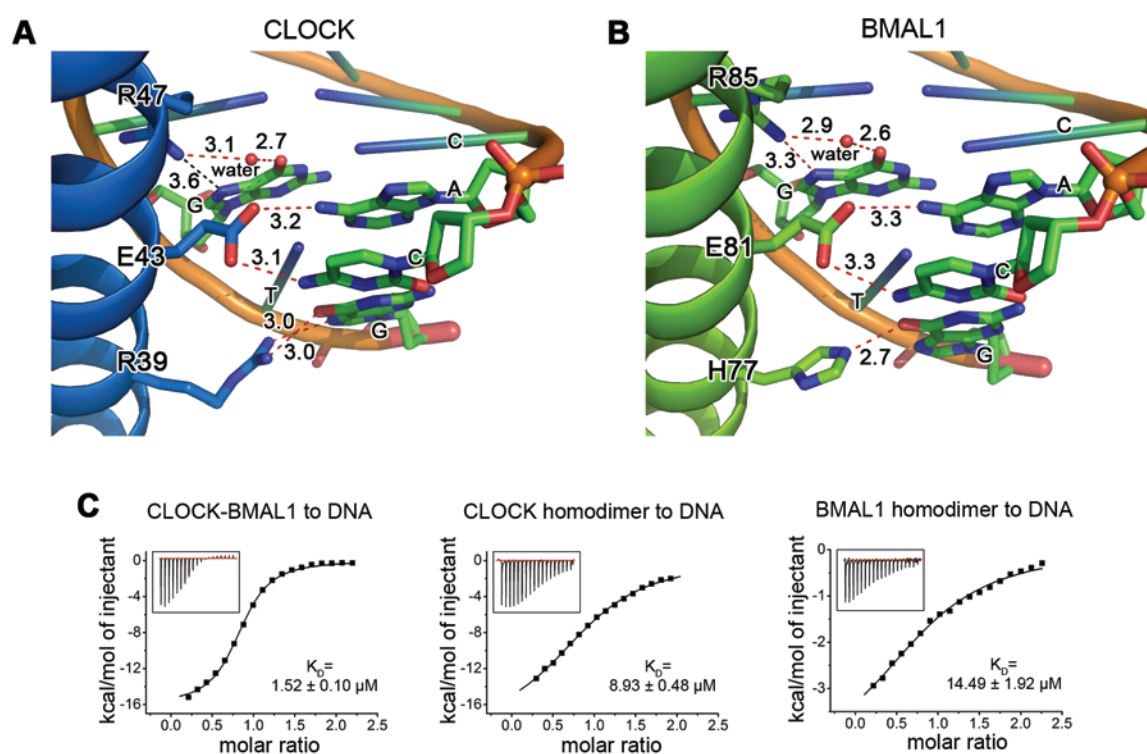 A
CLOCK
R47
3.1
2.7
water
3.6
G
C
A
3.2
E43
3.1
C
T
3.0
G
3.0
R39
B
BMAL1
R85
2.9
2.6
water
3.3
G
C
A
3.3
E81
3.3
C
T
G
2.7
H77
C
CLOCK-BMAL1 to DNA
kcal/mol of injectant
0
-4
-8
-12
-16
K_D=
1.52 ± 0.10 µM
0.0 0.5 1.0 1.5 2.0 2.5
molar ratio
CLOCK homodimer to DNA
kcal/mol of injectant
0
-4
-8
-12
-16
K_D=
8.93 ± 0.48 µM
0.0 0.5 1.0 1.5 2.0 2.5
molar ratio
BMAL1 homodimer to DNA
kcal/mol of injectant
0
-1
-2
-3
K_D=
14.49 ± 1.92 µM
0.0 0.5 1.0 1.5 2.0 2.5
molar ratio